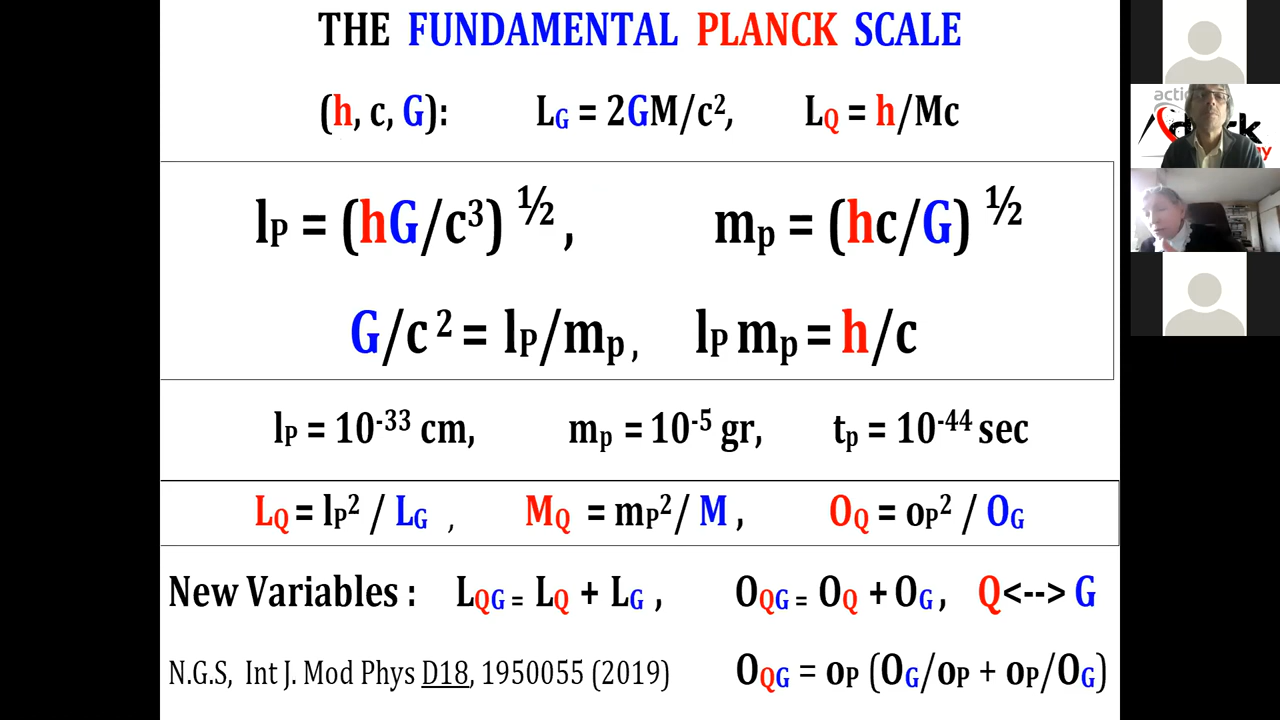 THE FUNDAMENTAL PLANCK SCALE
(h, c, G): L_G = 2GM/c², L_Q = h/Mc
l_P = (hG/c³) ½ , m_p = (hc/G) ½
G/c ² = l_P/m_p , l_P m_p = h/c
l_P = 10⁻³³ cm, m_p = 10⁻⁵ gr, t_p = 10⁻⁴⁴ sec
L_Q = l_P² / L_G , M_Q = m_P²/ M , O_Q = o_P² / O_G
New Variables : L_QG = L_Q + L_G , O_QG = O_Q + O_G , Q<--> G
N.G.S, Int J. Mod Phys D18, 1950055 (2019) O_QG = o_P (O_G/o_P + o_P/O_G)